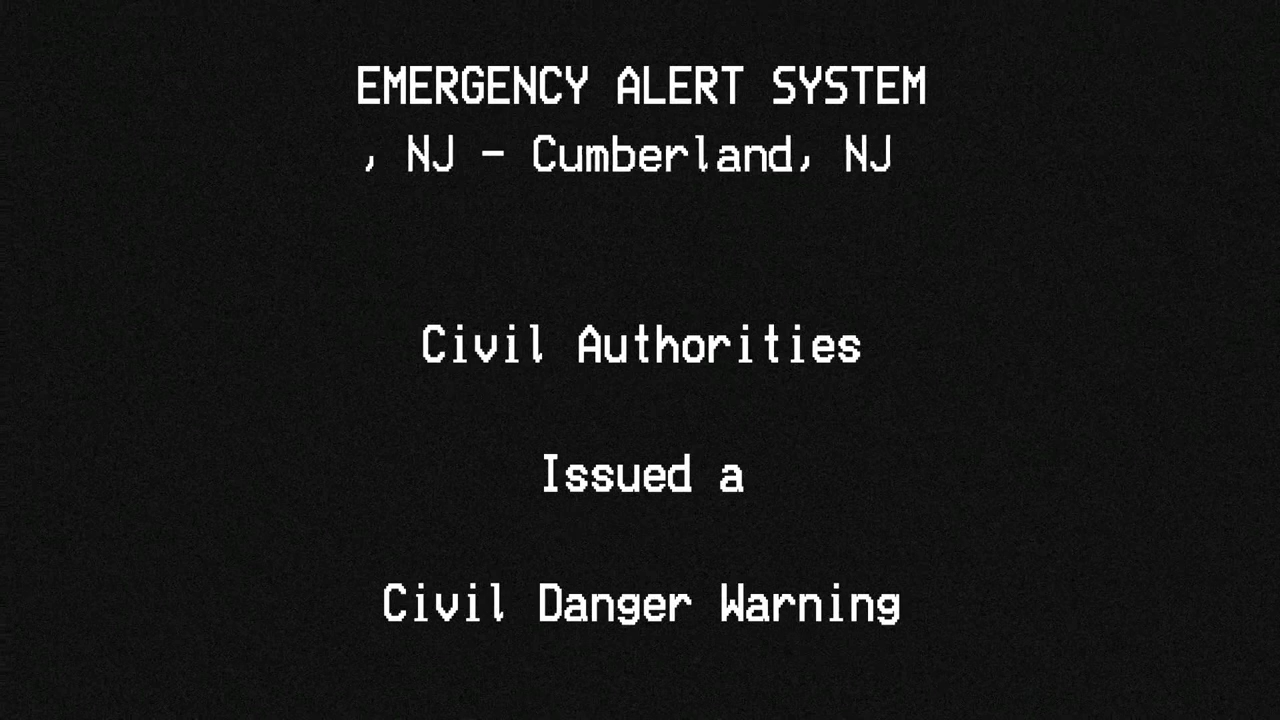 EMERGENCY ALERT SYSTEM
, NJ - Cumberland, NJ
Civil Authorities
Issued a
Civil Danger Warning